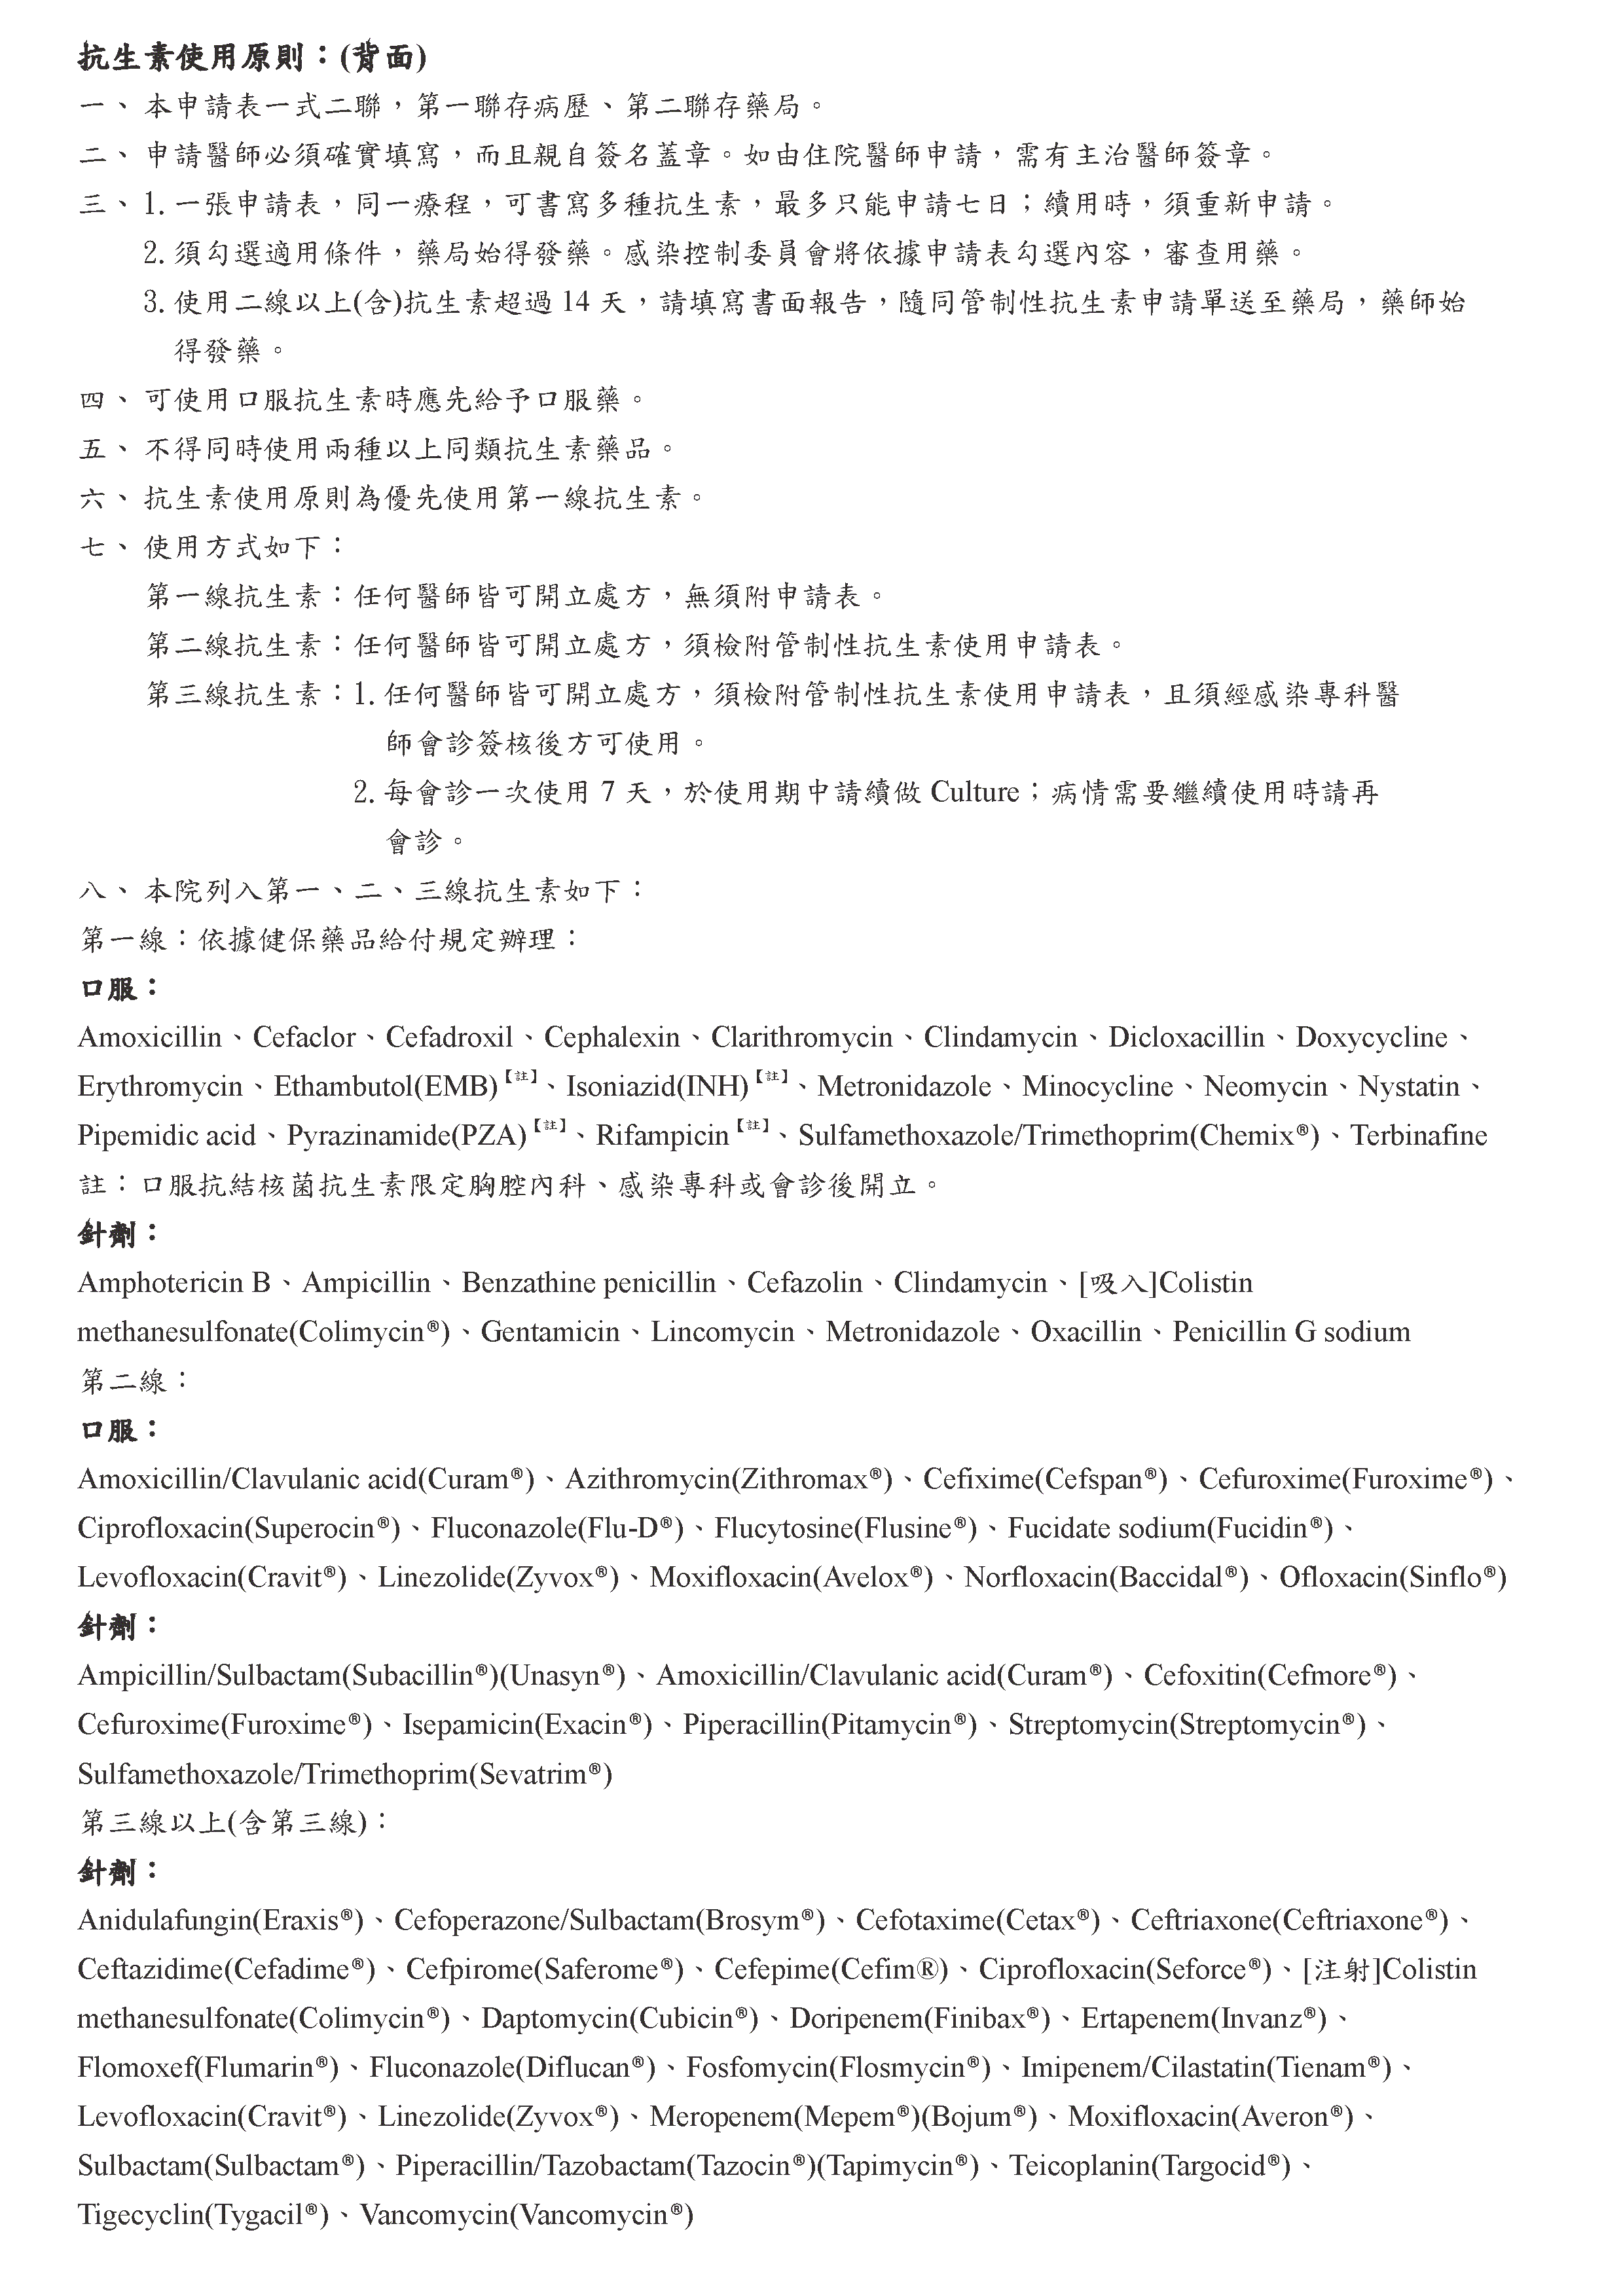 抗生素使用原則：(背面)
一、本申請表一式二聯，第一聯存病歷、第二聯存藥局。
二、申請醫師必須確實填寫，而且親自簽名蓋章。如由住院醫師申請，需有主治醫師簽章。
三、1. 一張申請表，同一療程，可書寫多種抗生素，最多只能申請七日；續用時，須重新申請。
2. 須勾選適用條件，藥局始得發藥。感染控制委員會將依據申請表勾選內容，審查用藥。
3. 使用二線以上(含)抗生素超過 14 天，請填寫書面報告，隨同管制性抗生素申請單送至藥局，藥師始
得發藥。
四、可使用口服抗生素時應先給予口服藥。
五、不得同時使用兩種以上同類抗生素藥品。
六、抗生素使用原則為優先使用第一線抗生素。
七、使用方式如下：
第一線抗生素：任何醫師皆可開立處方，無須附申請表。
第二線抗生素：任何醫師皆可開立處方，須檢附管制性抗生素使用申請表。
第三線抗生素：1. 任何醫師皆可開立處方，須檢附管制性抗生素使用申請表，且須經感染專科醫
師會診簽核後方可使用。
2. 每會診一次使用 7 天，於使用期中請續做 Culture；病情需要繼續使用時請再
會診。
八、本院列入第一、二、三線抗生素如下：
第一線：依據健保藥品給付規定辦理：
口服：
Amoxicillin、Cefaclor、Cefadroxil、Cephalexin、Clarithromycin、Clindamycin、Dicloxacillin、Doxycycline、
Erythromycin、Ethambutol(EMB)【註】、Isoniazid(INH)【註】、Metronidazole、Minocycline、Neomycin、Nystatin、
Pipemidic acid、Pyrazinamide(PZA)【註】、Rifampicin【註】、Sulfamethoxazole/Trimethoprim(Chemix®)、Terbinafine
註：口服抗結核菌抗生素限定胸腔內科、感染專科或會診後開立。
針劑：
Amphotericin B、Ampicillin、Benzathine penicillin、Cefazolin、Clindamycin、[吸入]Colistin
methanesulfonate(Colimycin®)、Gentamicin、Lincomycin、Metronidazole、Oxacillin、Penicillin G sodium
第二線：
口服：
Amoxicillin/Clavulanic acid(Curam®)、Azithromycin(Zithromax®)、Cefixime(Cefspan®)、Cefuroxime(Furoxime®)、
Ciprofloxacin(Superocin®)、Fluconazole(Flu-D®)、Flucytosine(Flusine®)、Fucidate sodium(Fucidin®)、
Levofloxacin(Cravit®)、Linezolide(Zyvox®)、Moxifloxacin(Avelox®)、Norfloxacin(Baccidal®)、Ofloxacin(Sinflo®)
針劑：
Ampicillin/Sulbactam(Subacillin®)(Unasyn®)、Amoxicillin/Clavulanic acid(Curam®)、Cefoxitin(Cefmore®)、
Cefuroxime(Furoxime®)、Isepamicin(Exacin®)、Piperacillin(Pitamycin®)、Streptomycin(Streptomycin®)、
Sulfamethoxazole/Trimethoprim(Sevatrim®)
第三線以上(含第三線)：
針劑：
Anidulafungin(Eraxis®)、Cefoperazone/Sulbactam(Brosym®)、Cefotaxime(Cetax®)、Ceftriaxone(Ceftriaxone®)、
Ceftazidime(Cefadime®)、Cefpirome(Saferome®)、Cefepime(Cefim®)、Ciprofloxacin(Seforce®)、[注射]Colistin
methanesulfonate(Colimycin®)、Daptomycin(Cubicin®)、Doripenem(Finibax®)、Ertapenem(Invanz®)、
Flomoxef(Flumarin®)、Fluconazole(Diflucan®)、Fosfomycin(Flosmycin®)、Imipenem/Cilastatin(Tienam®)、
Levofloxacin(Cravit®)、Linezolide(Zyvox®)、Meropenem(Mepem®)(Bojum®)、Moxifloxacin(Averon®)、
Sulbactam(Sulbactam®)、Piperacillin/Tazobactam(Tazocin®)(Tapimycin®)、Teicoplanin(Targocid®)、
Tigecyclin(Tygacil®)、Vancomycin(Vancomycin®)